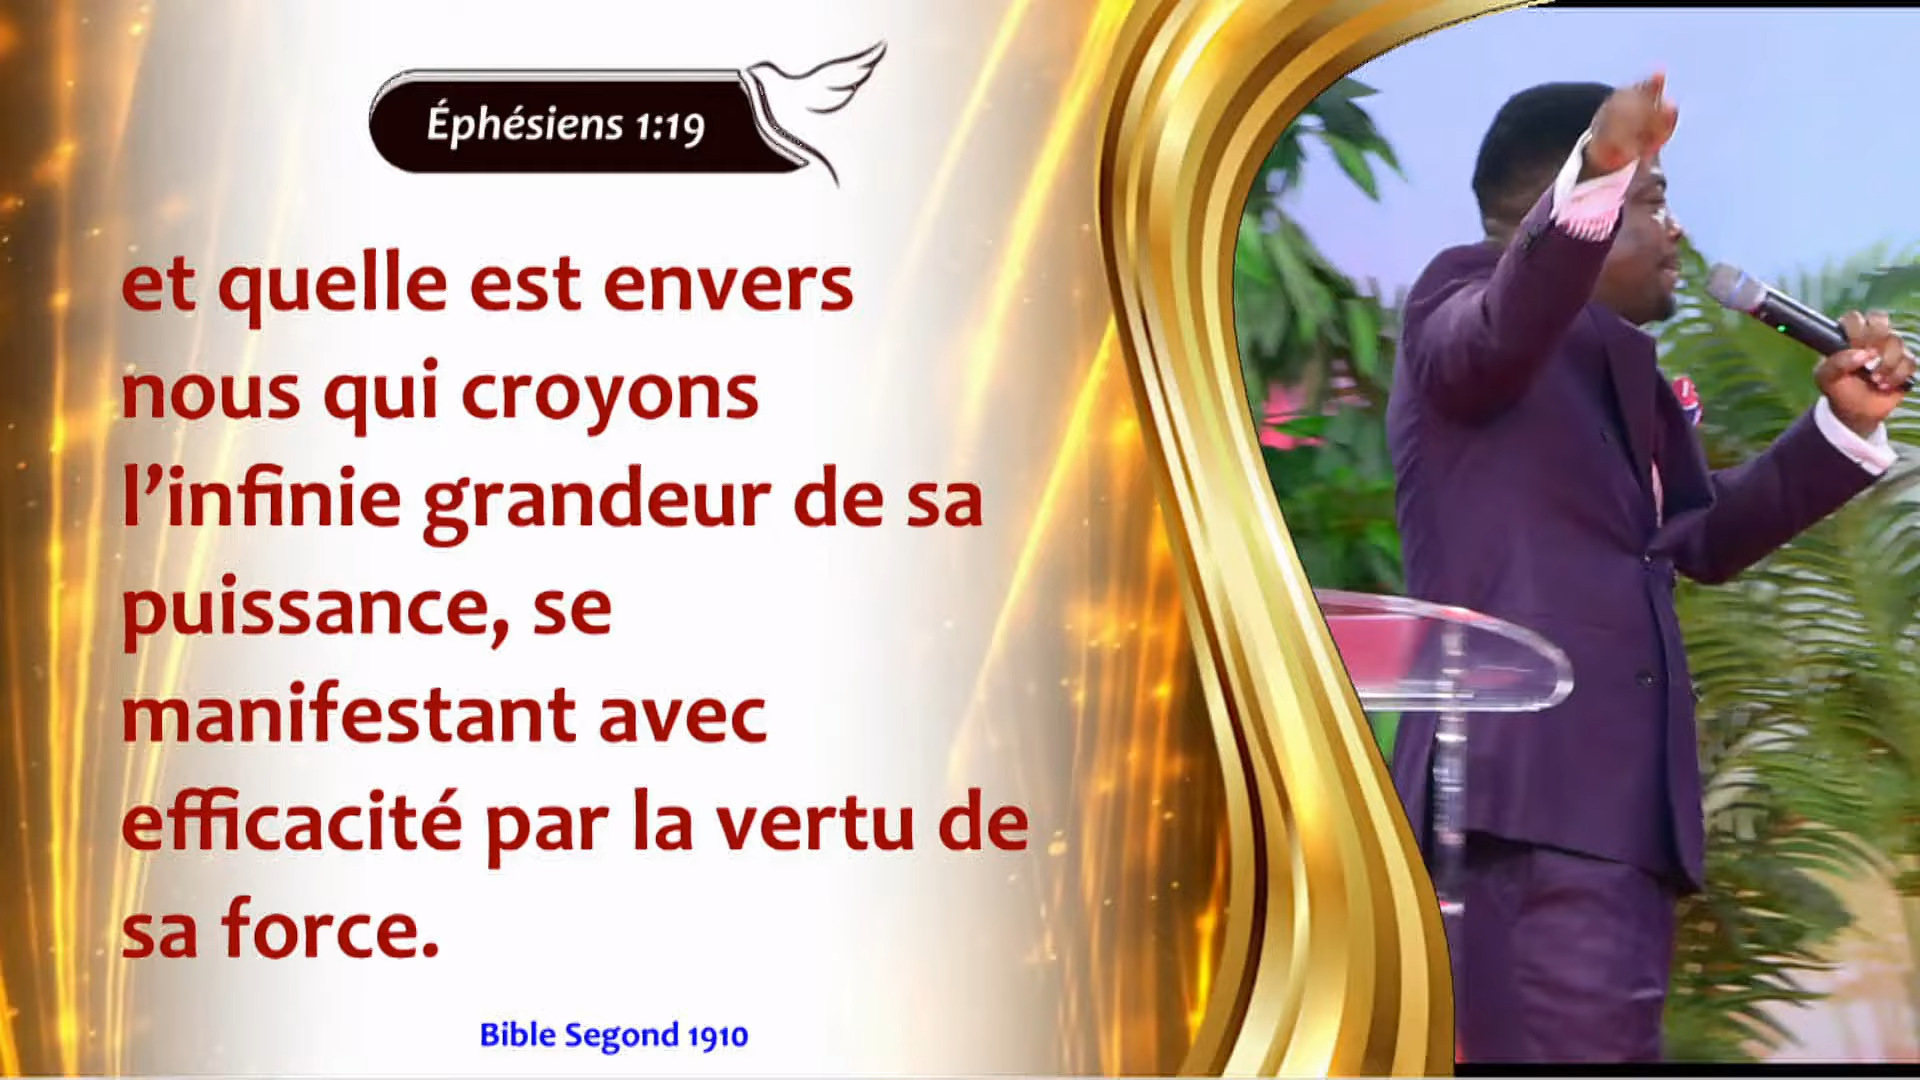 Éphésiens 1:19
et quelle est envers
nous qui croyons
l’infinie grandeur de sa
puissance, se
manifestant avec
efficacité par la vertu de
sa force.
Bible Segond 1910